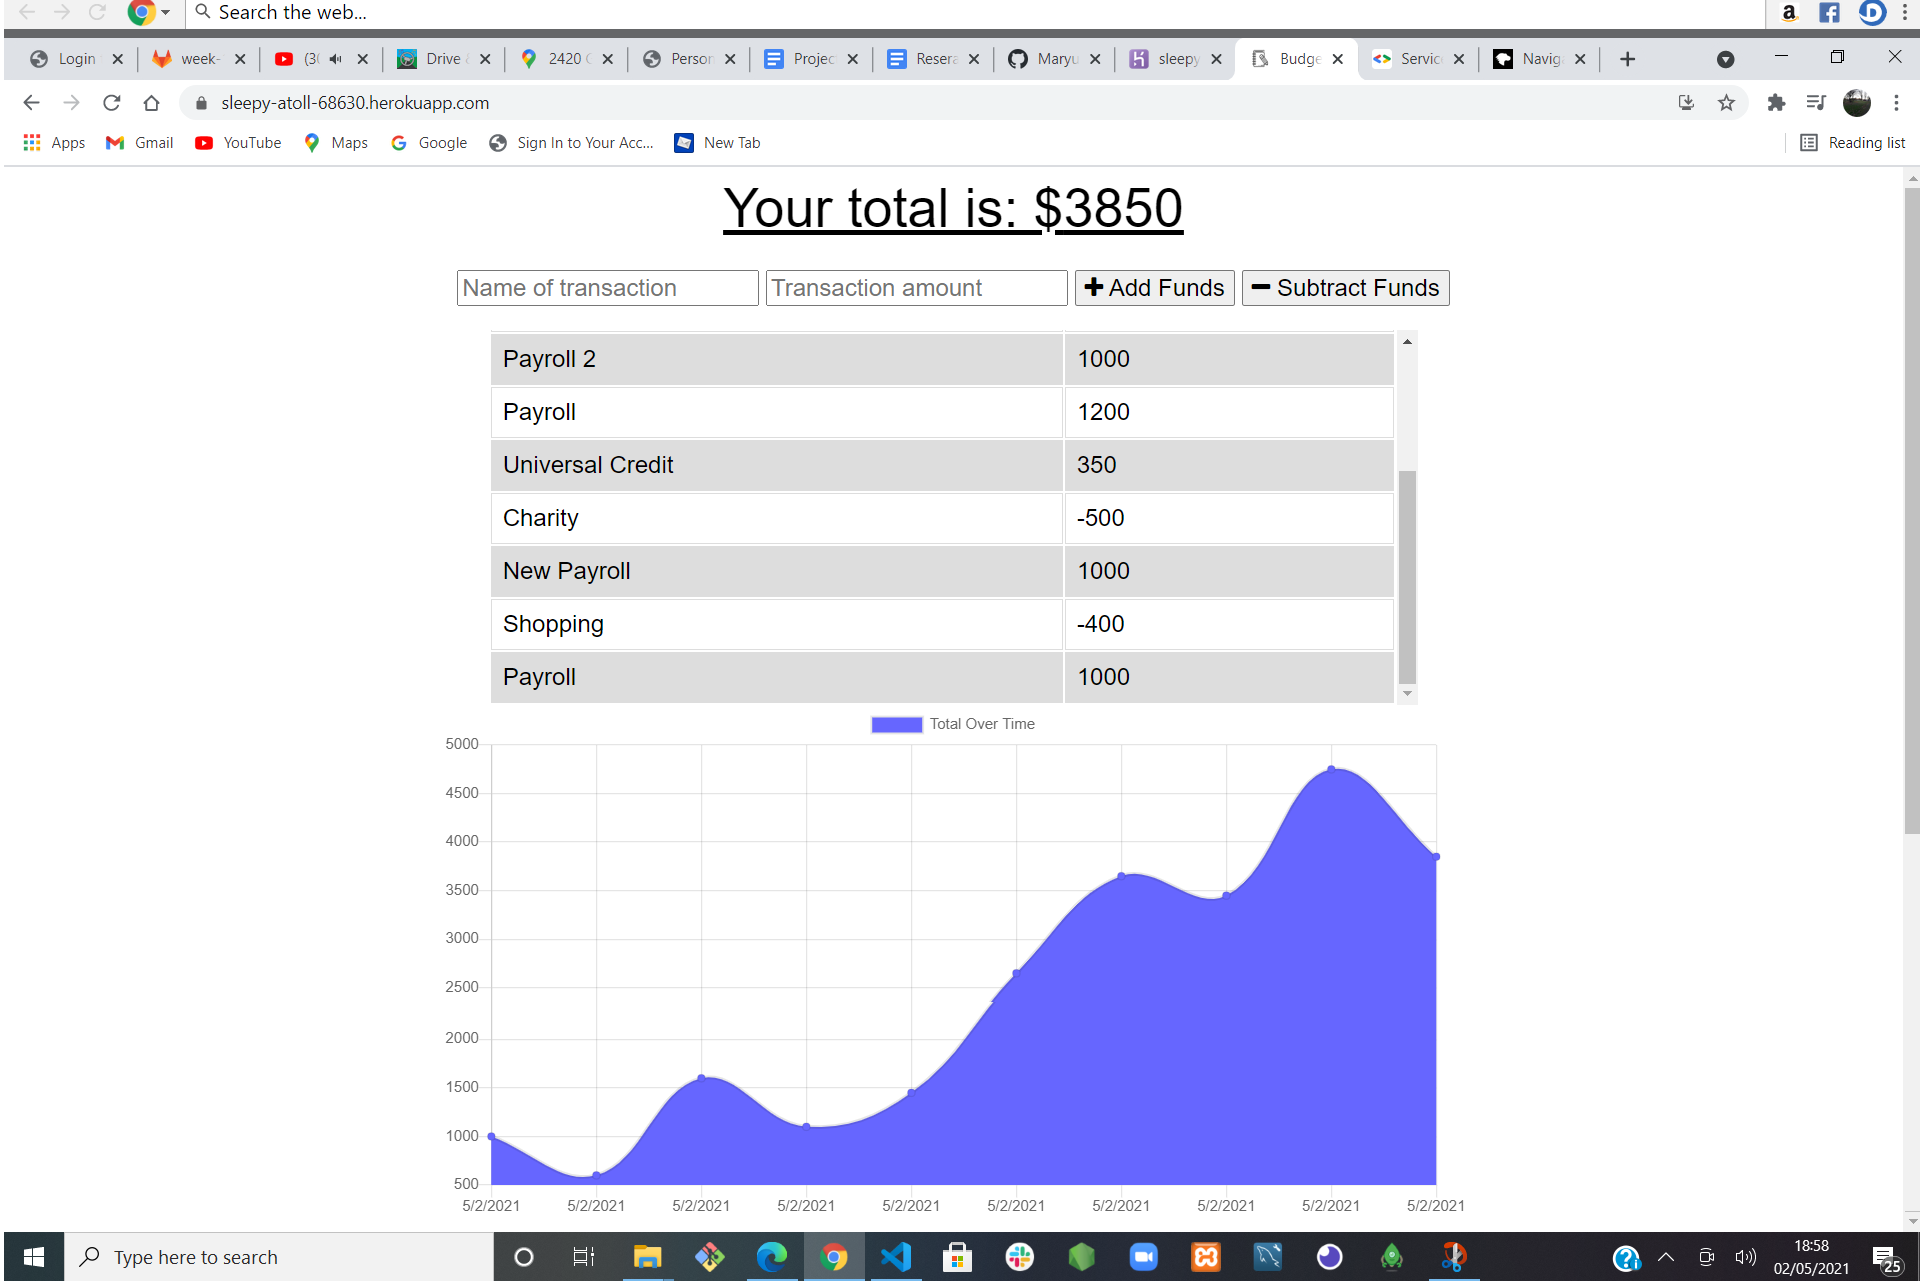 Search the web...
Login
week-
(3(
Drive
2420
Person
Projec
Resera
Maryu
sleepy
Budge
Servic
Navig
sleepy-atoll-68630.herokuapp.com
Apps
Gmail
YouTube
Maps
Google
Sign In to Your Acc...
New Tab
Reading list
Your total is: $3850
Name of transaction
Transaction amount
Add Funds
Subtract Funds
Payroll 2 1000
Payroll 1200
Universal Credit 350
Charity -500
New Payroll 1000
Shopping -400
Payroll 1000
Total Over Time
5000
4500
4000
3500
3000
2500
2000
1500
1000
500
5/2/2021 5/2/2021 5/2/2021 5/2/2021 5/2/2021 5/2/2021 5/2/2021 5/2/2021 5/2/2021 5/2/2021
Type here to search
18:58
02/05/2021
25